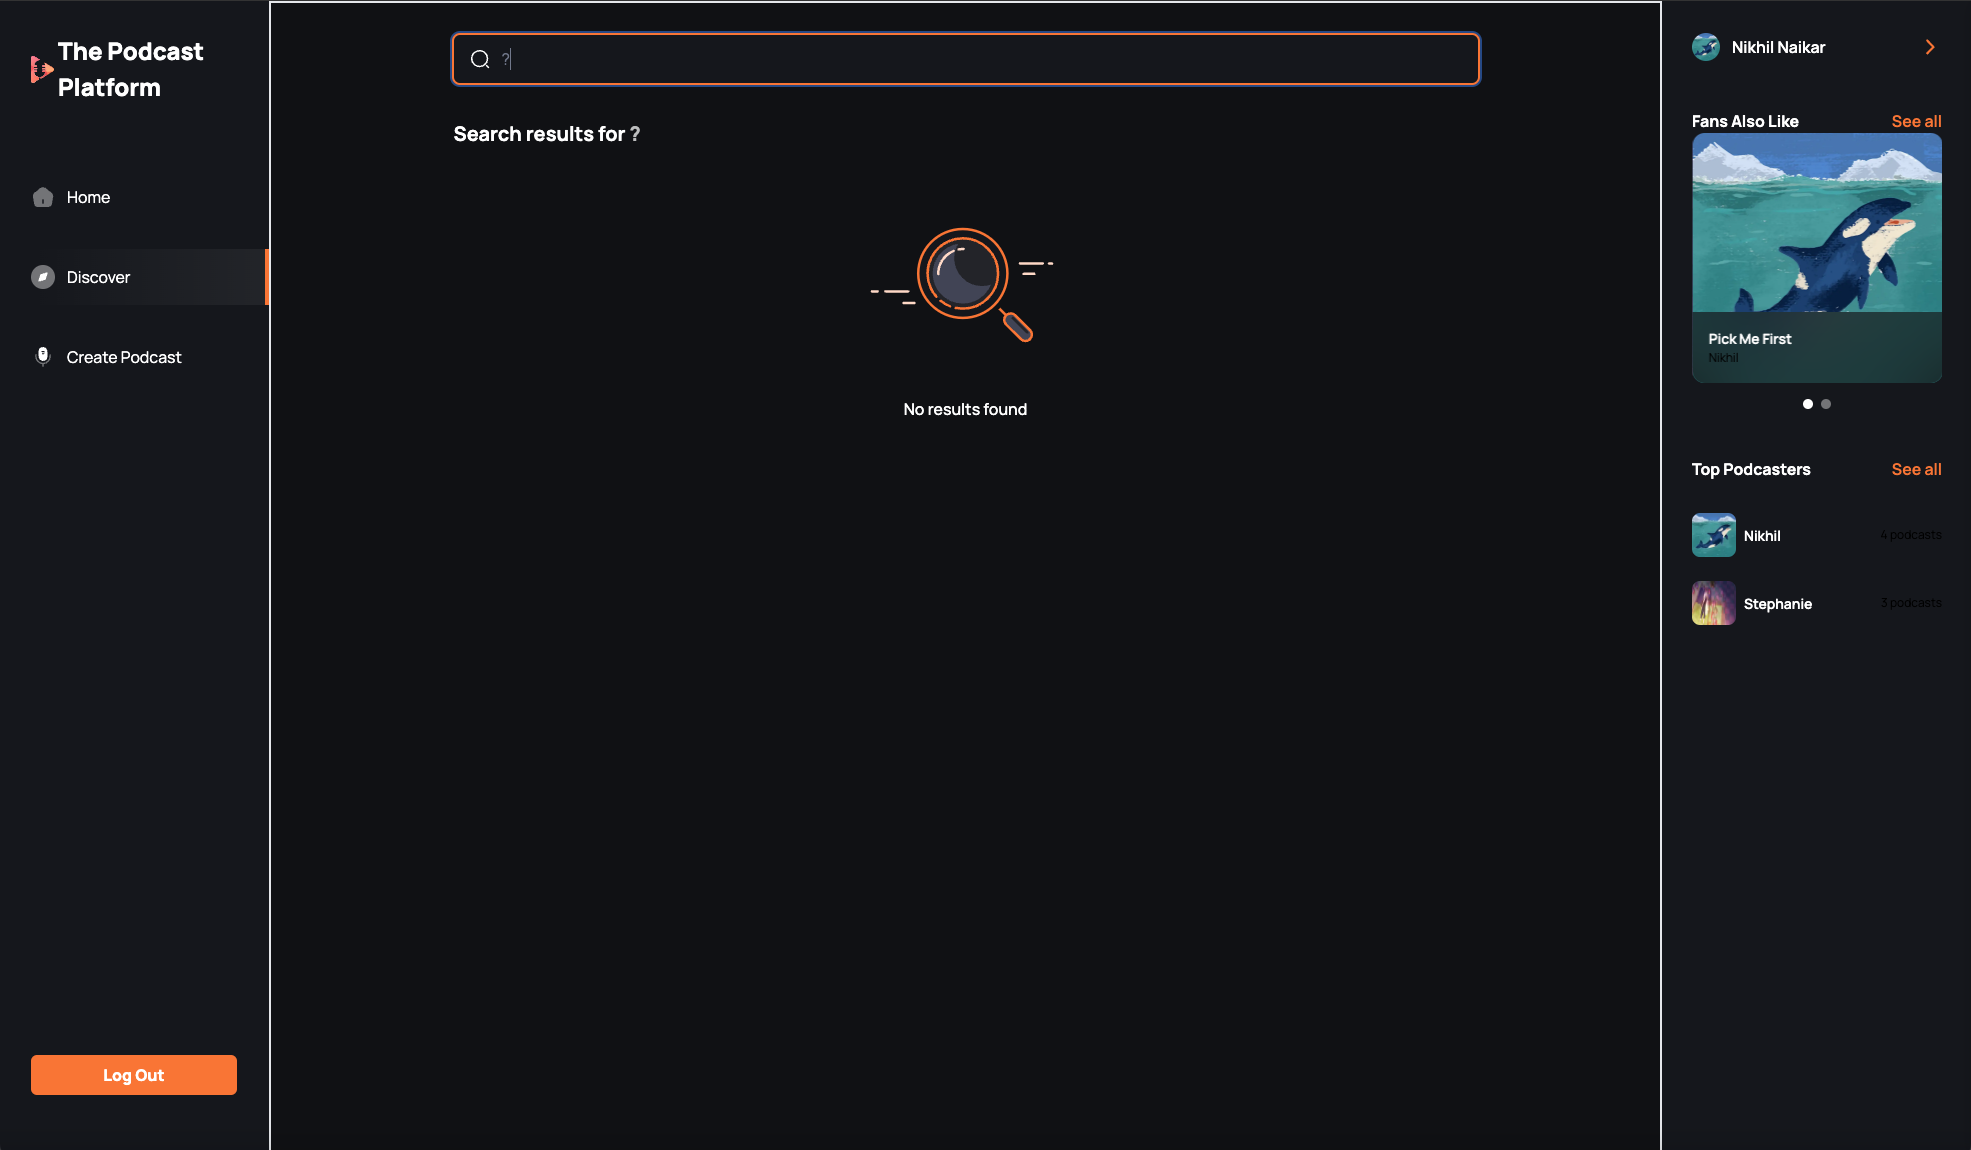 The Podcast
Platform
Home
Discover
Create Podcast
Log Out
?
Search results for ?
No results found
Nikhil Naikar
Fans Also Like
See all
Pick Me First
Nikhil
Top Podcasters
See all
Nikhil
4 podcasts
Stephanie
3 podcasts